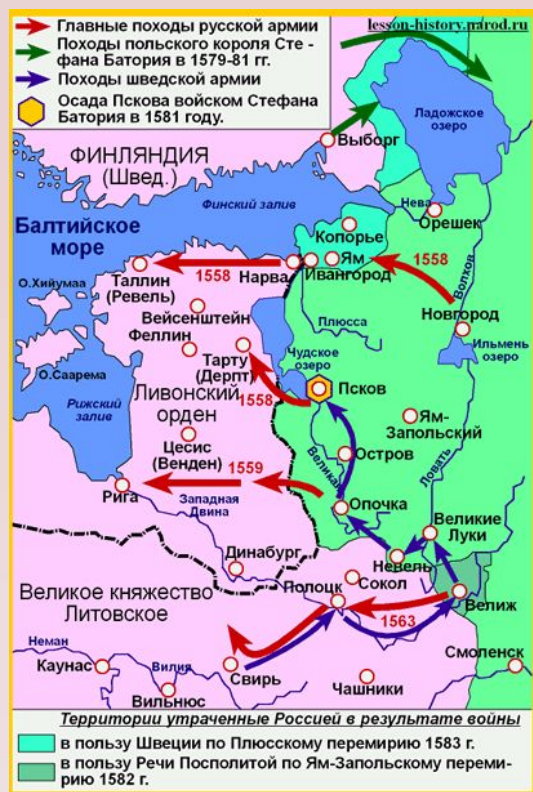 lesson-history.narod.ru
Главные походы русской армии
Походы польского короля Сте -
фана Батория в 1579-81 гг.
Походы шведской армии
Осада Пскова войском Стефана
Батория в 1581 году.
Ладожское
озеро
Выборг
ФИНЛЯНДИЯ
(Швед.)
Финский залив
Нева
Орешек
Балтийское
море
Копорье
Ям
1558
1558
Нарва
Ивангород
Таллин
(Ревель)
Волхов
О.Хийумаа
Вейсенштейн
Плюсса
Новгород
Феллин
Ильмень
озеро
Тарту
(Дерпт)
Чудское
озеро
О.Саарема
1558
Псков
Рижский
залив
Ливонский
орден
Ям-
Запольский
Цесис
(Венден)
Остров
Великая
Ловать
1559
Рига
Западная
Двина
Опочка
Великие
Луки
Динабург
Невель
Сокол
Полоцк
Велиж
Великое княжество
Литовское
1563
Неман
Смоленск
Каунас
Вилия
Свирь
Чашники
Вильнюс
Территории утраченные Россией в результате войны
в пользу Швеции по Плюсскому перемирию 1583 г.
в пользу Речи Посполитой по Ям-Запольскому переми-
рию 1582 г.